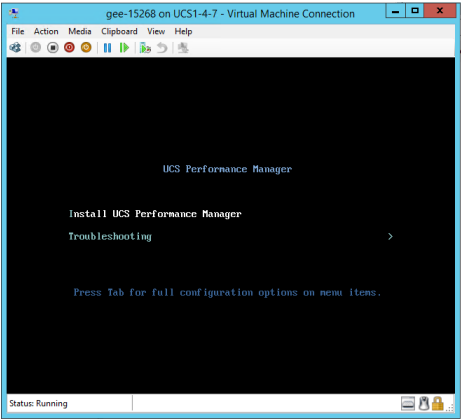 gee-15268 on UCS1-4-7 - Virtual Machine Connection
File Action Media Clipboard View Help
UCS Performance Manager
Install UCS Performance Manager
Troubleshooting >
Press Tab for full configuration options on menu items.
Status: Running